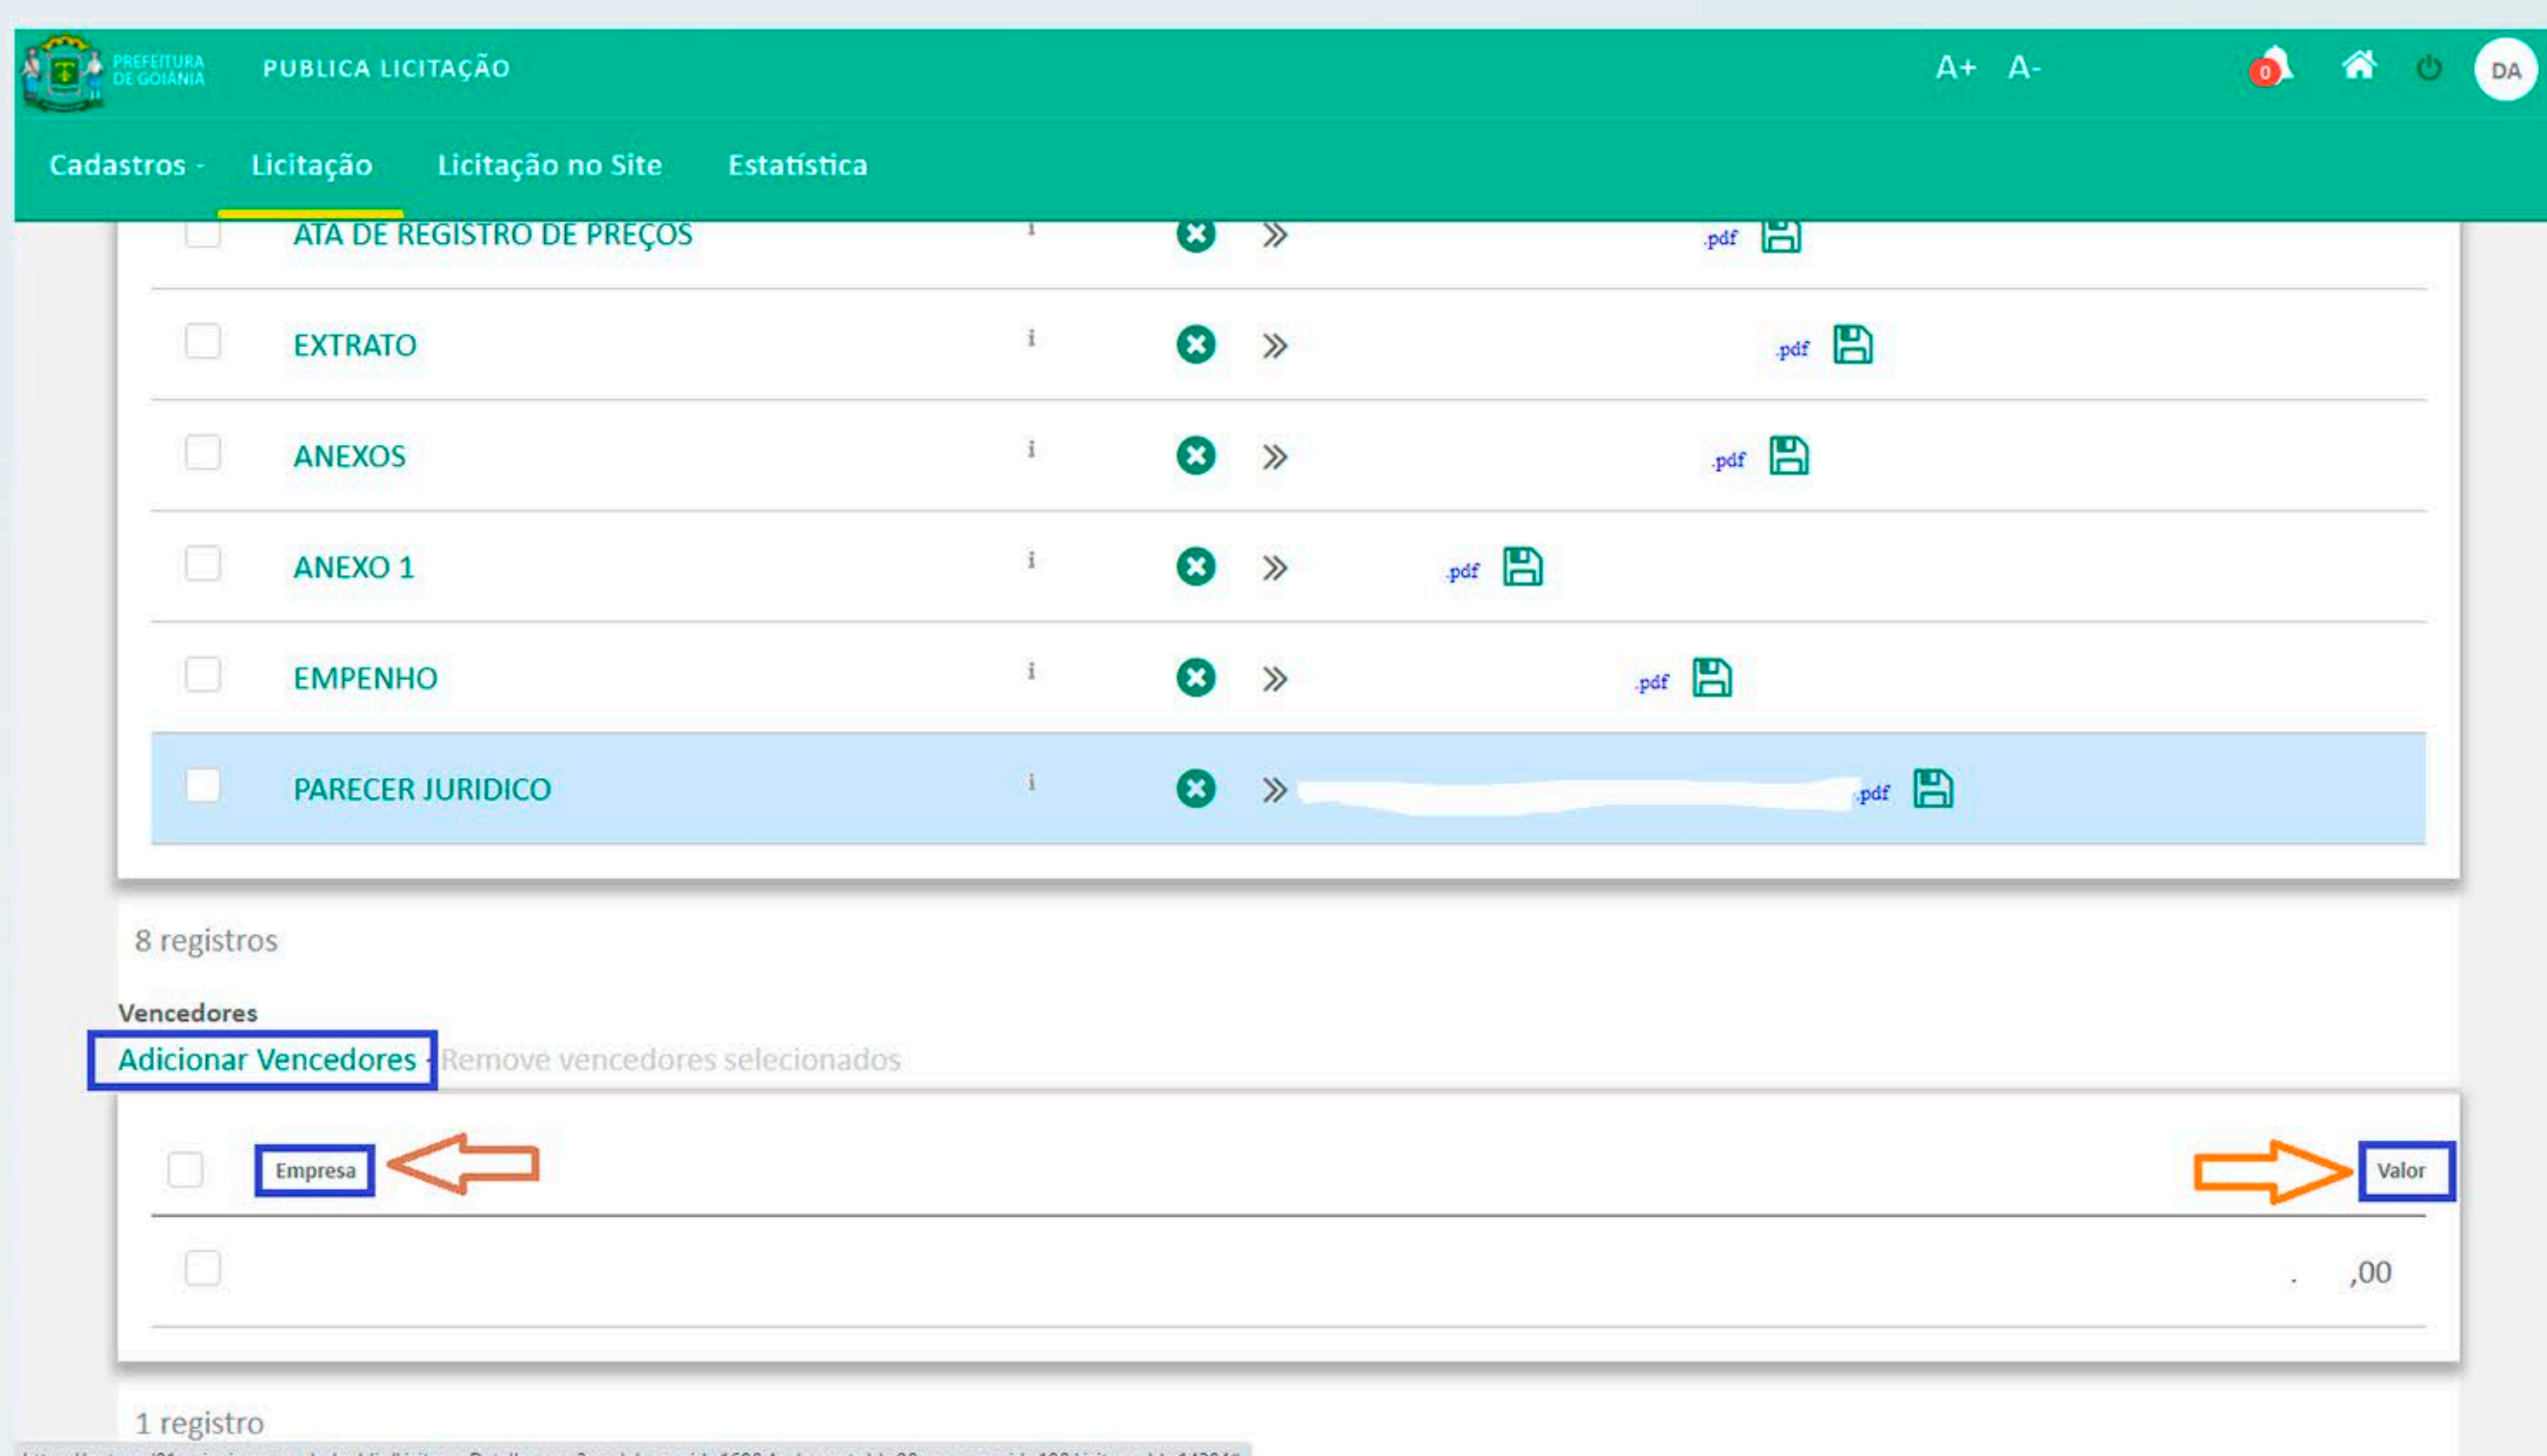 PREFEITURA
DE GOIÂNIA
PUBLICA LICITAÇÃO
A+ A-
0
DA
Cadastros - Licitação Licitação no Site Estatística
ATA DE REGISTRO DE PREÇOS i » .pdf
EXTRATO i » .pdf
ANEXOS i » .pdf
ANEXO 1 i » .pdf
EMPENHO i » .pdf
PARECER JURIDICO i » .pdf
8 registros
Vencedores
Adicionar Vencedores - Remove vencedores selecionados
Empresa Valor
. ,00
1 registro